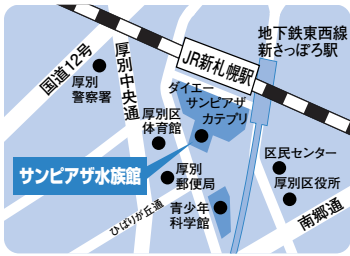 地下鉄東西線
新さっぽろ駅
国道12号
厚別中央通
JR新札幌駅
厚別
警察署
ダイエー
サンピアザ
カテプリ
厚別区
体育館
サンピアザ水族館
厚別
郵便局
区民センター
厚別区役所
ひばりが丘通
青少年
科学館
南郷通